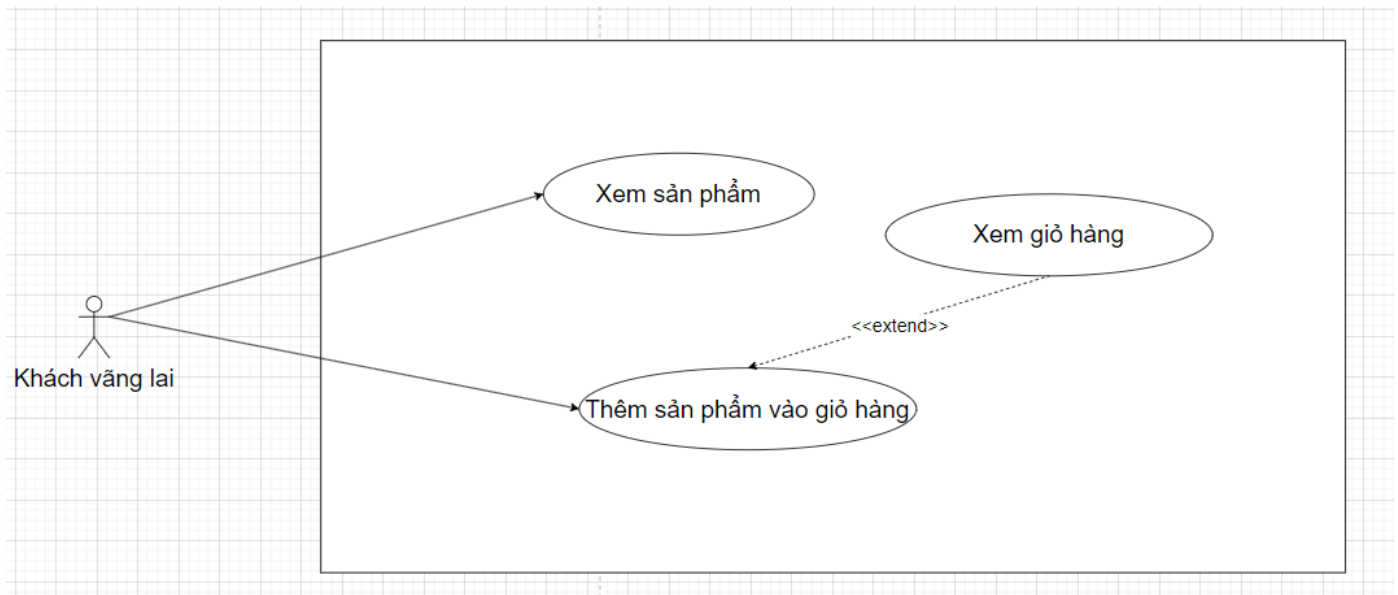 Xem sản phẩm
Xem giỏ hàng
<<extend>>
Khách vãng lai
Thêm sản phẩm vào giỏ hàng